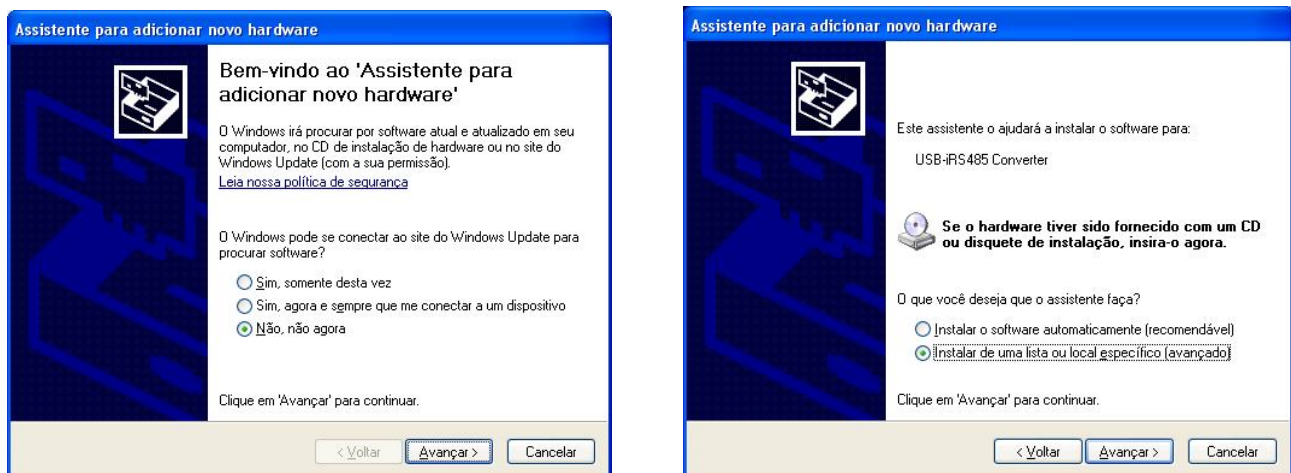 Assistente para adicionar novo hardware
Bem-vindo ao 'Assistente para
adicionar novo hardware'
O Windows irá procurar por software atual e atualizado em seu
computador, no CD de instalação de hardware ou no site do
Windows Update (com a sua permissão).
Leia nossa política de segurança
O Windows pode se conectar ao site do Windows Update para
procurar software?
Sim, somente desta vez
Sim, agora e sempre que me conectar a um dispositivo
Não, não agora
Clique em 'Avançar' para continuar.
< Voltar Avançar > Cancelar
Assistente para adicionar novo hardware
Este assistente o ajudará a instalar o software para:
USB-iRS485 Converter
Se o hardware tiver sido fornecido com um CD
ou disquete de instalação, insira-o agora.
O que você deseja que o assistente faça?
Instalar o software automaticamente (recomendável)
Instalar de uma lista ou local específico (avançado)
Clique em 'Avançar' para continuar.
< Voltar Avançar > Cancelar